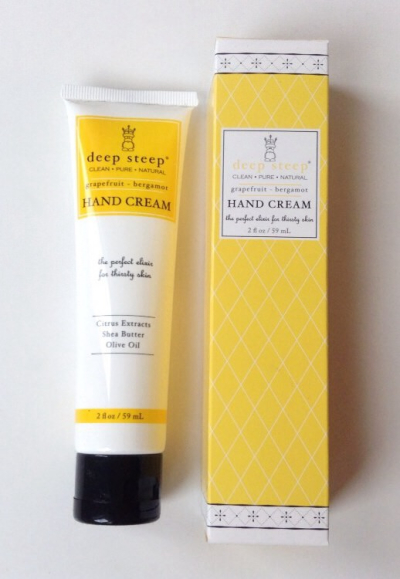 deep steep®
CLEAN • PURE • NATURAL
grapefruit - bergamot
HAND CREAM
the perfect elixir
for thirsty skin
Citrus Extracts
Shea Butter
Olive Oil
2 fl oz / 59 mL
deep steep®
CLEAN • PURE • NATURAL
grapefruit - bergamot
HAND CREAM
the perfect elixir for thirsty skin
2 fl oz / 59 mL